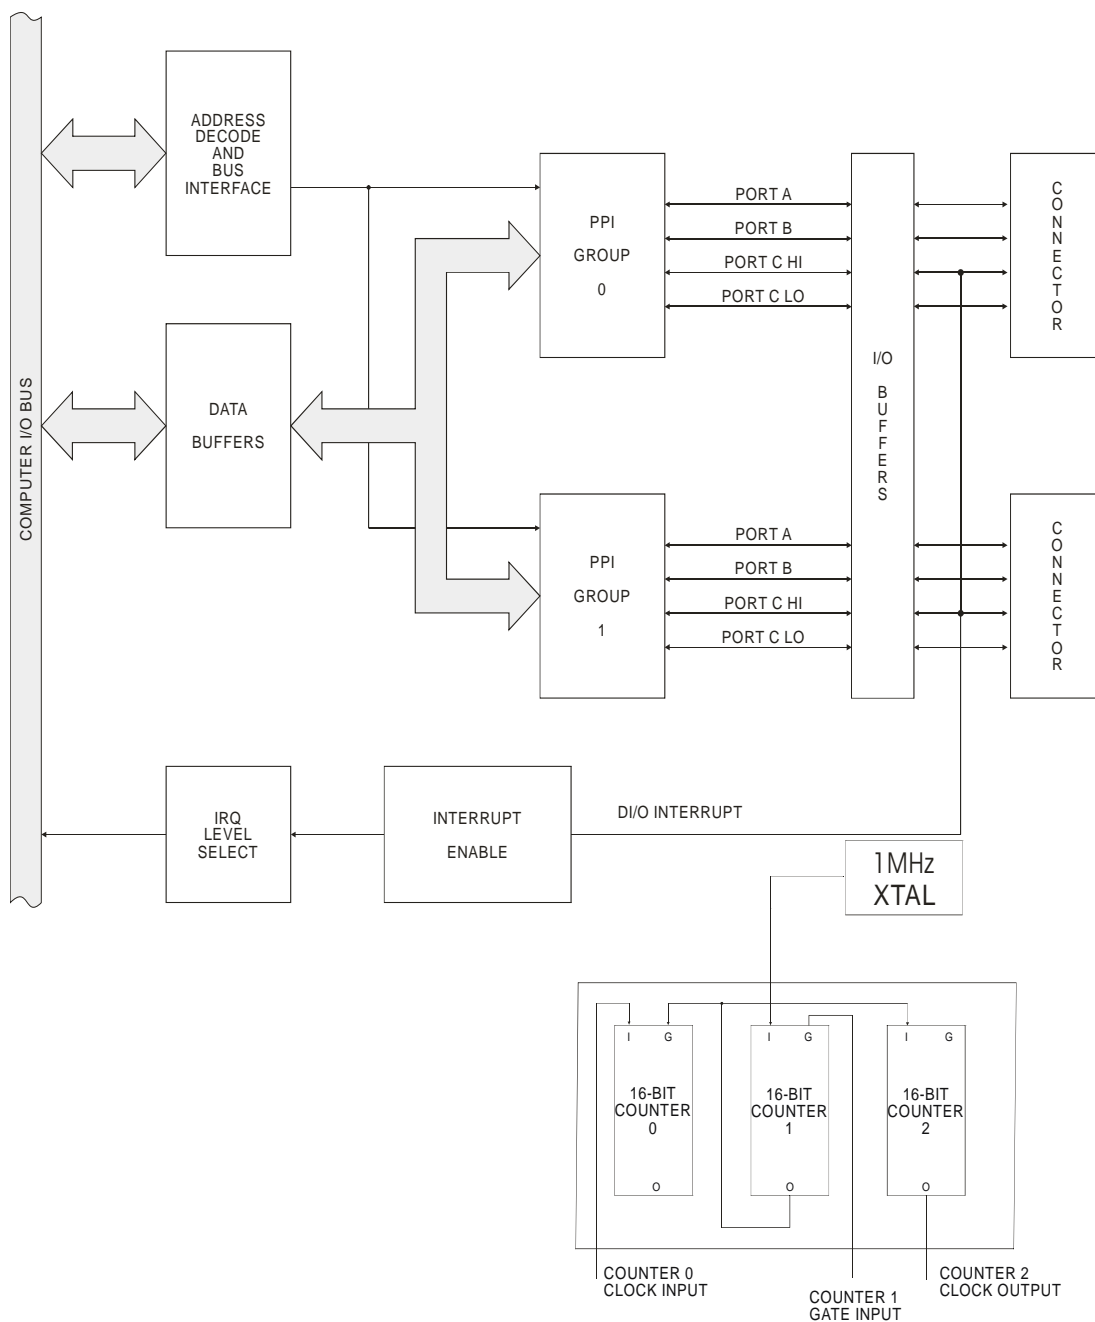 COMPUTER I/O BUS
ADDRESS
DECODE
AND
BUS
INTERFACE
DATA
BUFFERS
PPI
GROUP
0
PORT A
PORT B
PORT C HI
PORT C LO
I/O
BUFFERS
CONNECTOR
PPI
GROUP
1
PORT A
PORT B
PORT C HI
PORT C LO
CONNECTOR
IRQ
LEVEL
SELECT
INTERRUPT
ENABLE
DI/O INTERRUPT
1MHz
XTAL
I G
16-BIT
COUNTER
0
O
I G
16-BIT
COUNTER
1
O
I G
16-BIT
COUNTER
2
O
COUNTER 0
CLOCK INPUT
COUNTER 1
GATE INPUT
COUNTER 2
CLOCK OUTPUT